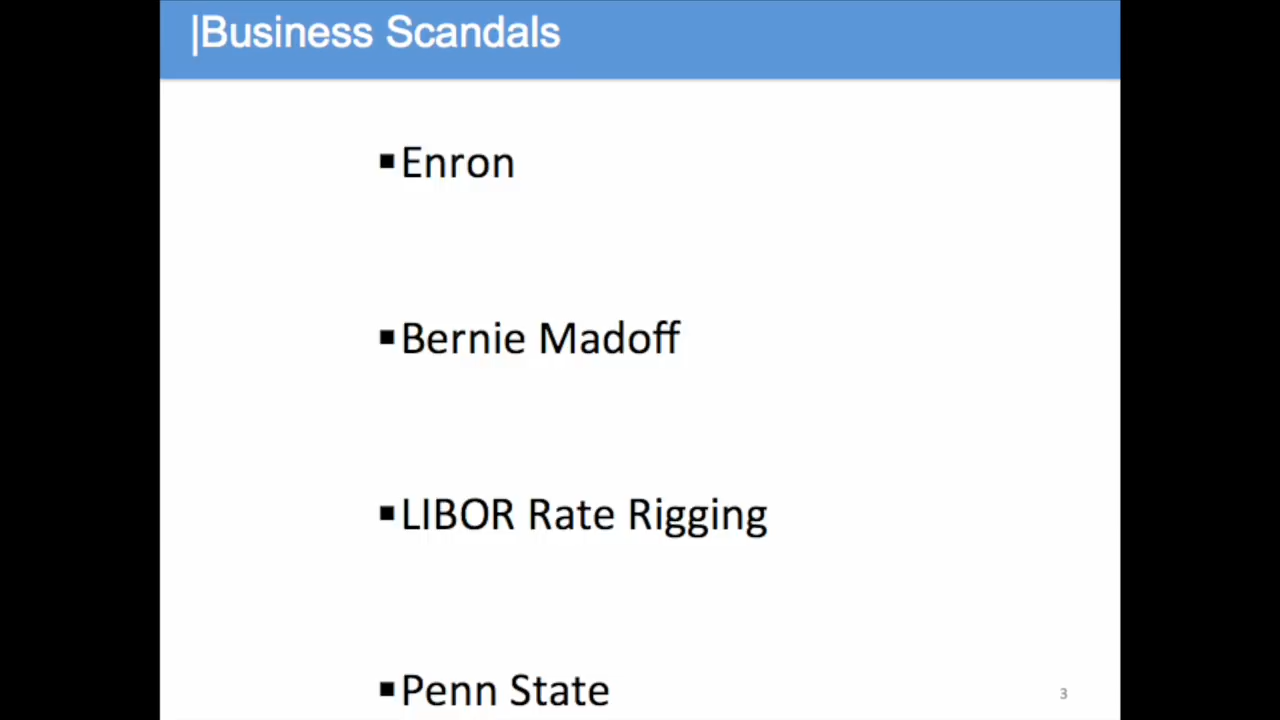 |Business Scandals
▪Enron
▪Bernie Madoff
▪LIBOR Rate Rigging
▪Penn State
3